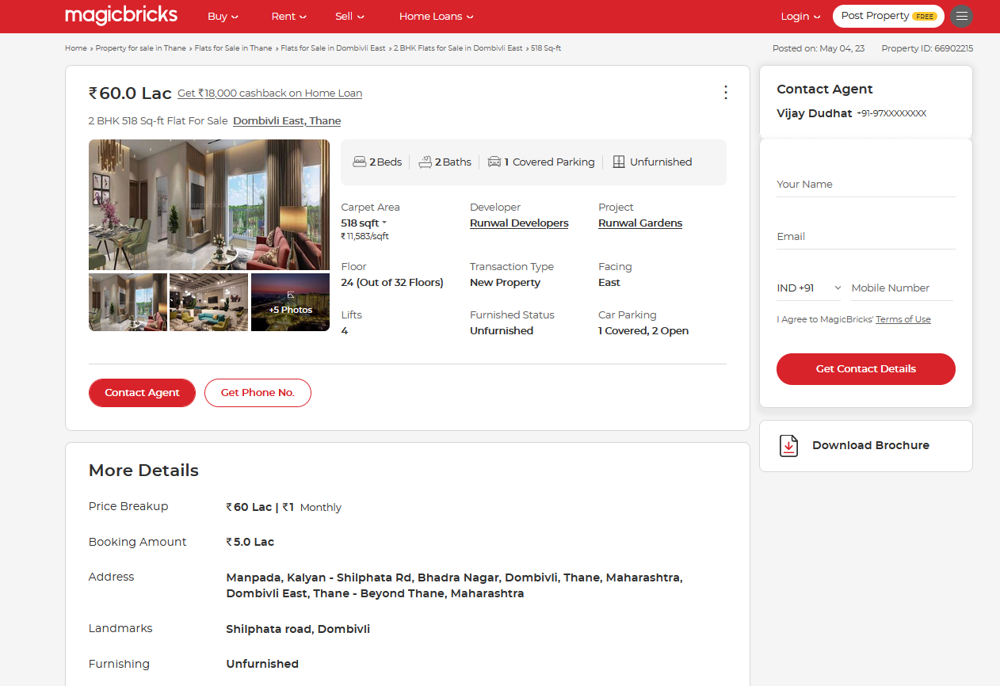 magicbricks
Buy
Rent
Sell
Home Loans
Login
Post Property FREE
Home › Property for sale in Thane › Flats for Sale in Thane › Flats for Sale in Dombivli East › 2 BHK Flats for Sale in Dombivli East › 518 Sq-ft
Posted on: May 04, 23
Property ID: 66902215
₹60.0 Lac Get ₹18,000 cashback on Home Loan
2 BHK 518 Sq-ft Flat For Sale Dombivli East, Thane
magicbricks
+5 Photos
2 Beds
2 Baths
1 Covered Parking
Unfurnished
Carpet Area
518 sqft
₹11,583/sqft
Developer
Runwal Developers
Project
Runwal Gardens
Floor
24 (Out of 32 Floors)
Transaction Type
New Property
Facing
East
Lifts
4
Furnished Status
Unfurnished
Car Parking
1 Covered, 2 Open
Contact Agent
Get Phone No.
Contact Agent
Vijay Dudhat +91-97XXXXXXXX
Your Name
Email
IND +91
Mobile Number
I Agree to MagicBricks' Terms of Use
Get Contact Details
Download Brochure
More Details
Price Breakup
₹60 Lac | ₹1 Monthly
Booking Amount
₹5.0 Lac
Address
Manpada, Kalyan - Shilphata Rd, Bhadra Nagar, Dombivli, Thane, Maharashtra,
Dombivli East, Thane - Beyond Thane, Maharashtra
Landmarks
Shilphata road, Dombivli
Furnishing
Unfurnished